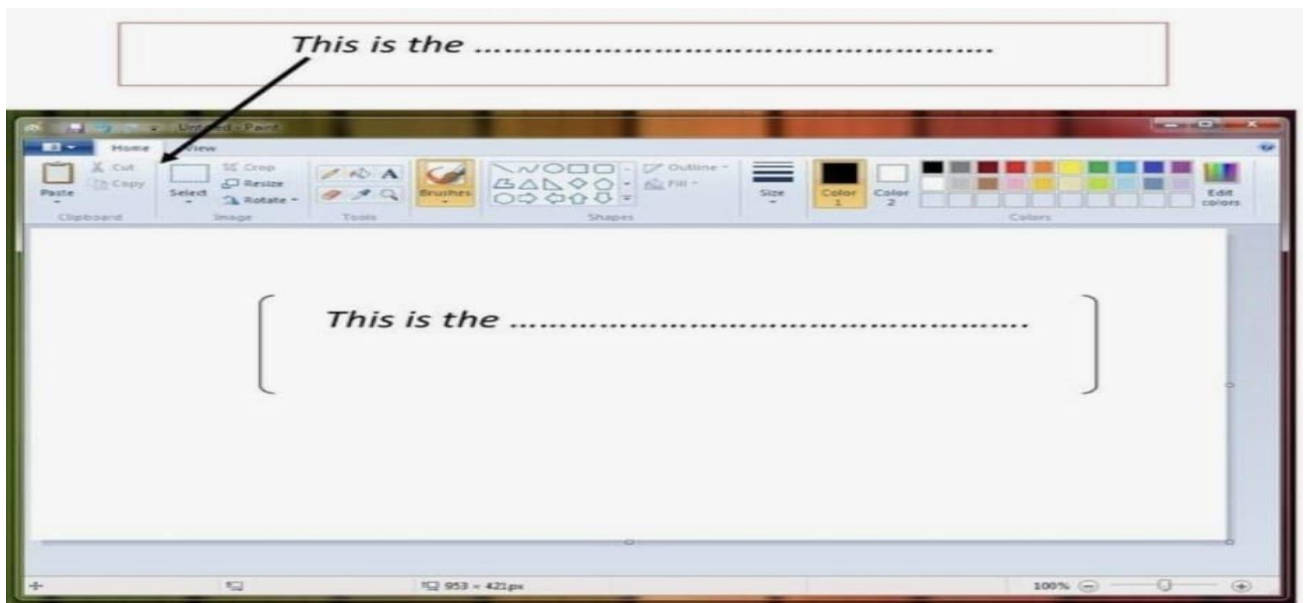 This is the ................................................
Untitled - Paint
Home View
Paste Cut Copy Select Crop Resize Rotate Brushes Outline Fill Size Color 1 Color 2 Edit colors
Clipboard Image Tools Shapes Colors
This is the ................................................
953 × 421px 100%